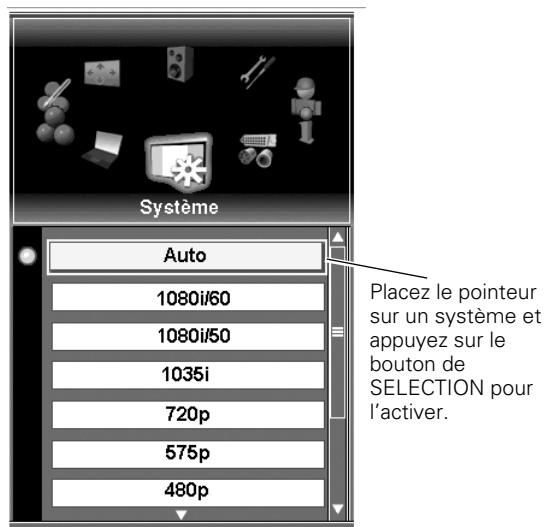 Système
Auto
1080i/60
1080i/50
1035i
720p
575p
480p
Placez le pointeur
sur un système et
appuyez sur le
bouton de
SELECTION pour
l'activer.